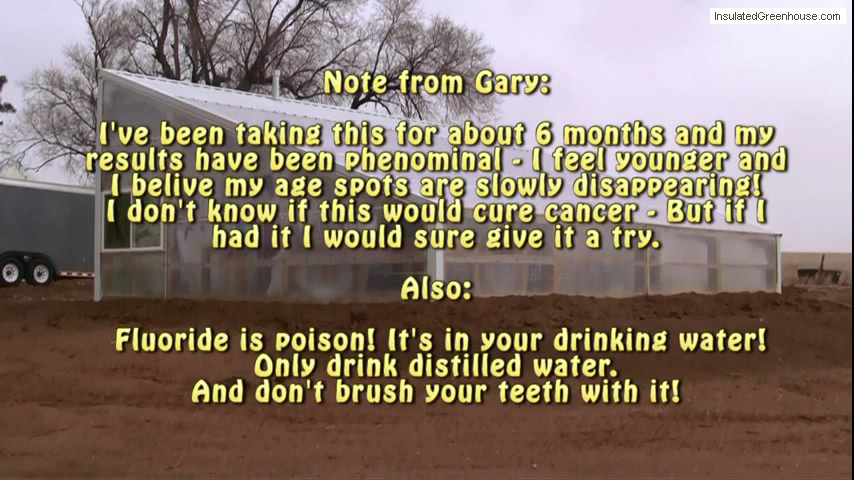 InsulatedGreenhouse.com
Note from Gary:
I've been taking this for about 6 months and my
results have been phenominal - I feel younger and
I belive my age spots are slowly disappearing!
I don't know if this would cure cancer - But if I
had it I would sure give it a try.
Also:
Fluoride is poison! It's in your drinking water!
Only drink distilled water.
And don't brush your teeth with it!